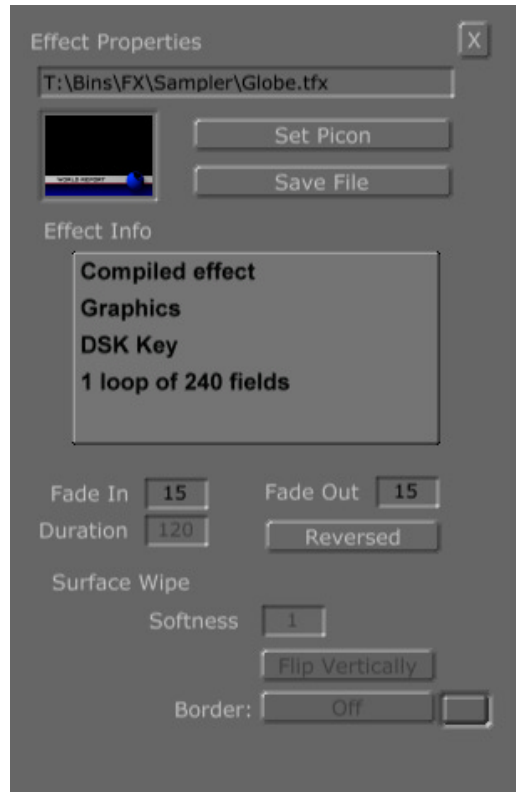 Effect Properties X
T:\Bins\FX\Sampler\Globe.tfx
Set Picon
WORLD REPORT
Save File
Effect Info
Compiled effect
Graphics
DSK Key
1 loop of 240 fields
Fade In 15 Fade Out 15
Duration 120 Reversed
Surface Wipe
Softness 1
Flip Vertically
Border: Off